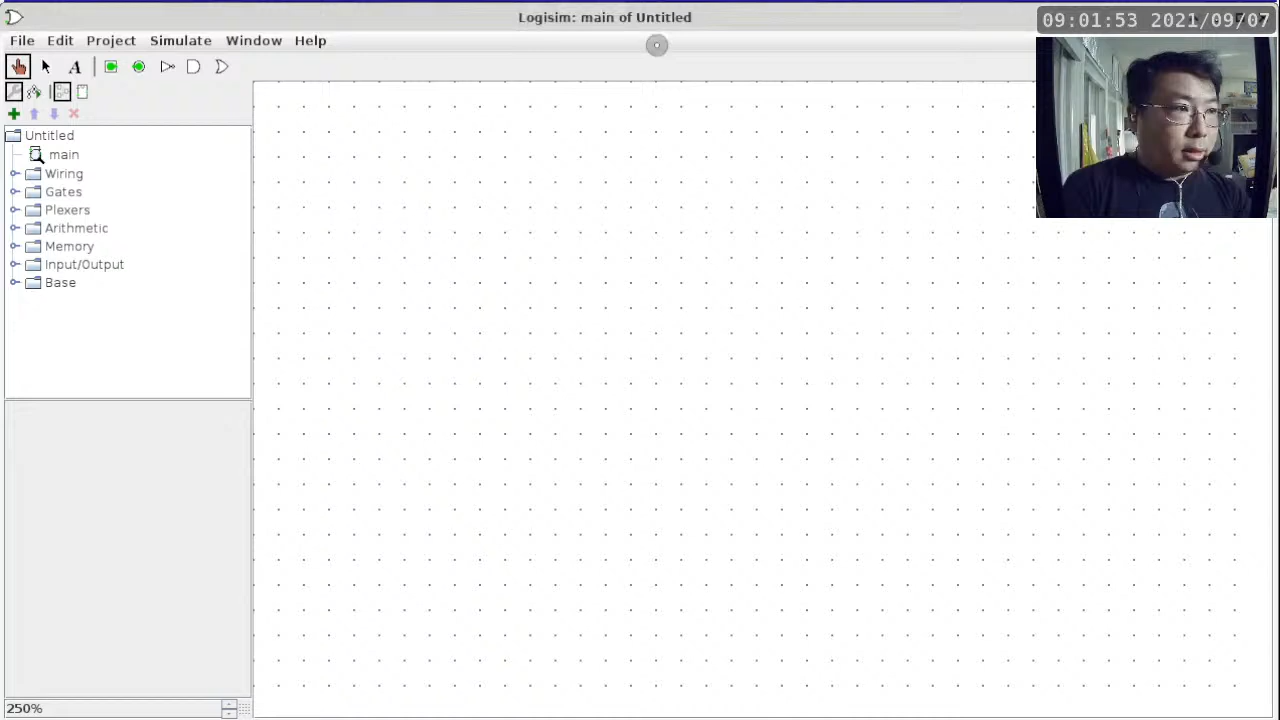 Logisim: main of Untitled
09:01:53 2021/09/07
File Edit Project Simulate Window Help
A
Untitled
main
Wiring
Gates
Plexers
Arithmetic
Memory
Input/Output
Base
250%